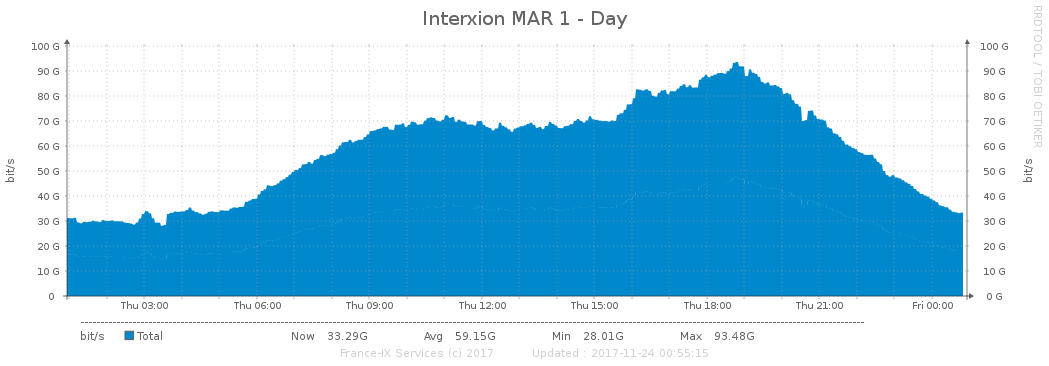 Interxion MAR 1 - Day
RRDTOOL / TOBI OETIKER
100 G 100 G
90 G 90 G
80 G 80 G
70 G 70 G
60 G 60 G
50 G 50 G
40 G 40 G
30 G 30 G
20 G 20 G
10 G 10 G
0 0 G
bit/s bit/s
Thu 03:00 Thu 06:00 Thu 09:00 Thu 12:00 Thu 15:00 Thu 18:00 Thu 21:00 Fri 00:00
bit/s Total Now 33.29G Avg 59.15G Min 28.01G Max 93.48G
France-IX Services (c) 2017 Updated : 2017-11-24 00:55:15